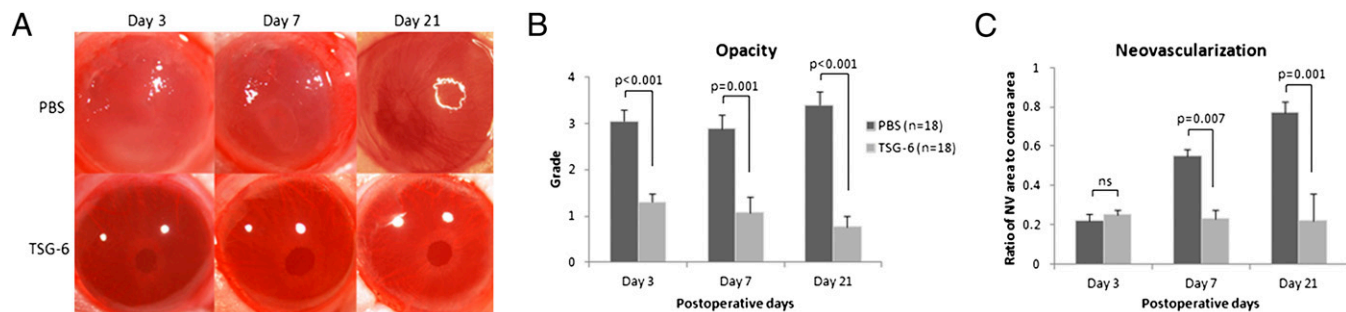 A
Day 3
Day 7
Day 21
PBS
TSG-6
B
Opacity
p<0.001
p=0.001
p<0.001
4
3
2
1
0
Grade
PBS (n=18)
TSG-6 (n=18)
Day 3
Day 7
Day 21
Postoperative days
C
Neovascularization
p=0.001
p=0.007
ns
1
0.8
0.6
0.4
0.2
0
Ratio of NV area to cornea area
Day 3
Day 7
Day 21
Postoperative days